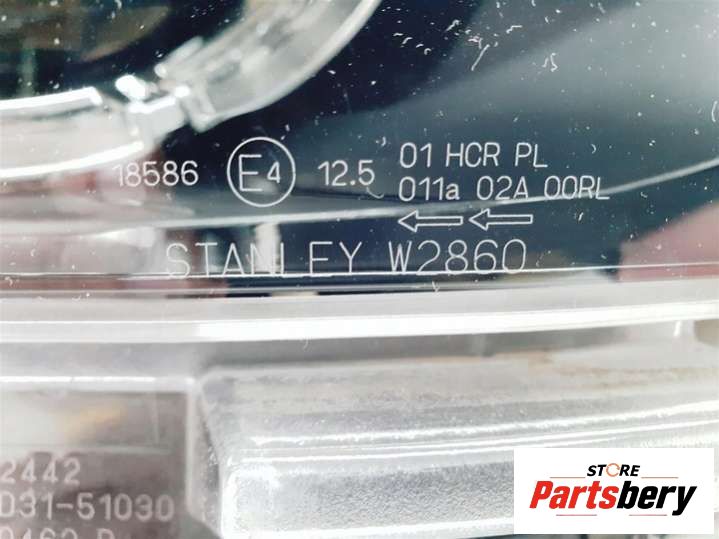 18586 E4 12.5 01 HCR PL
011a 02A 00RL
STANLEY W2860
2442
D31-51030
STORE
Partsbery